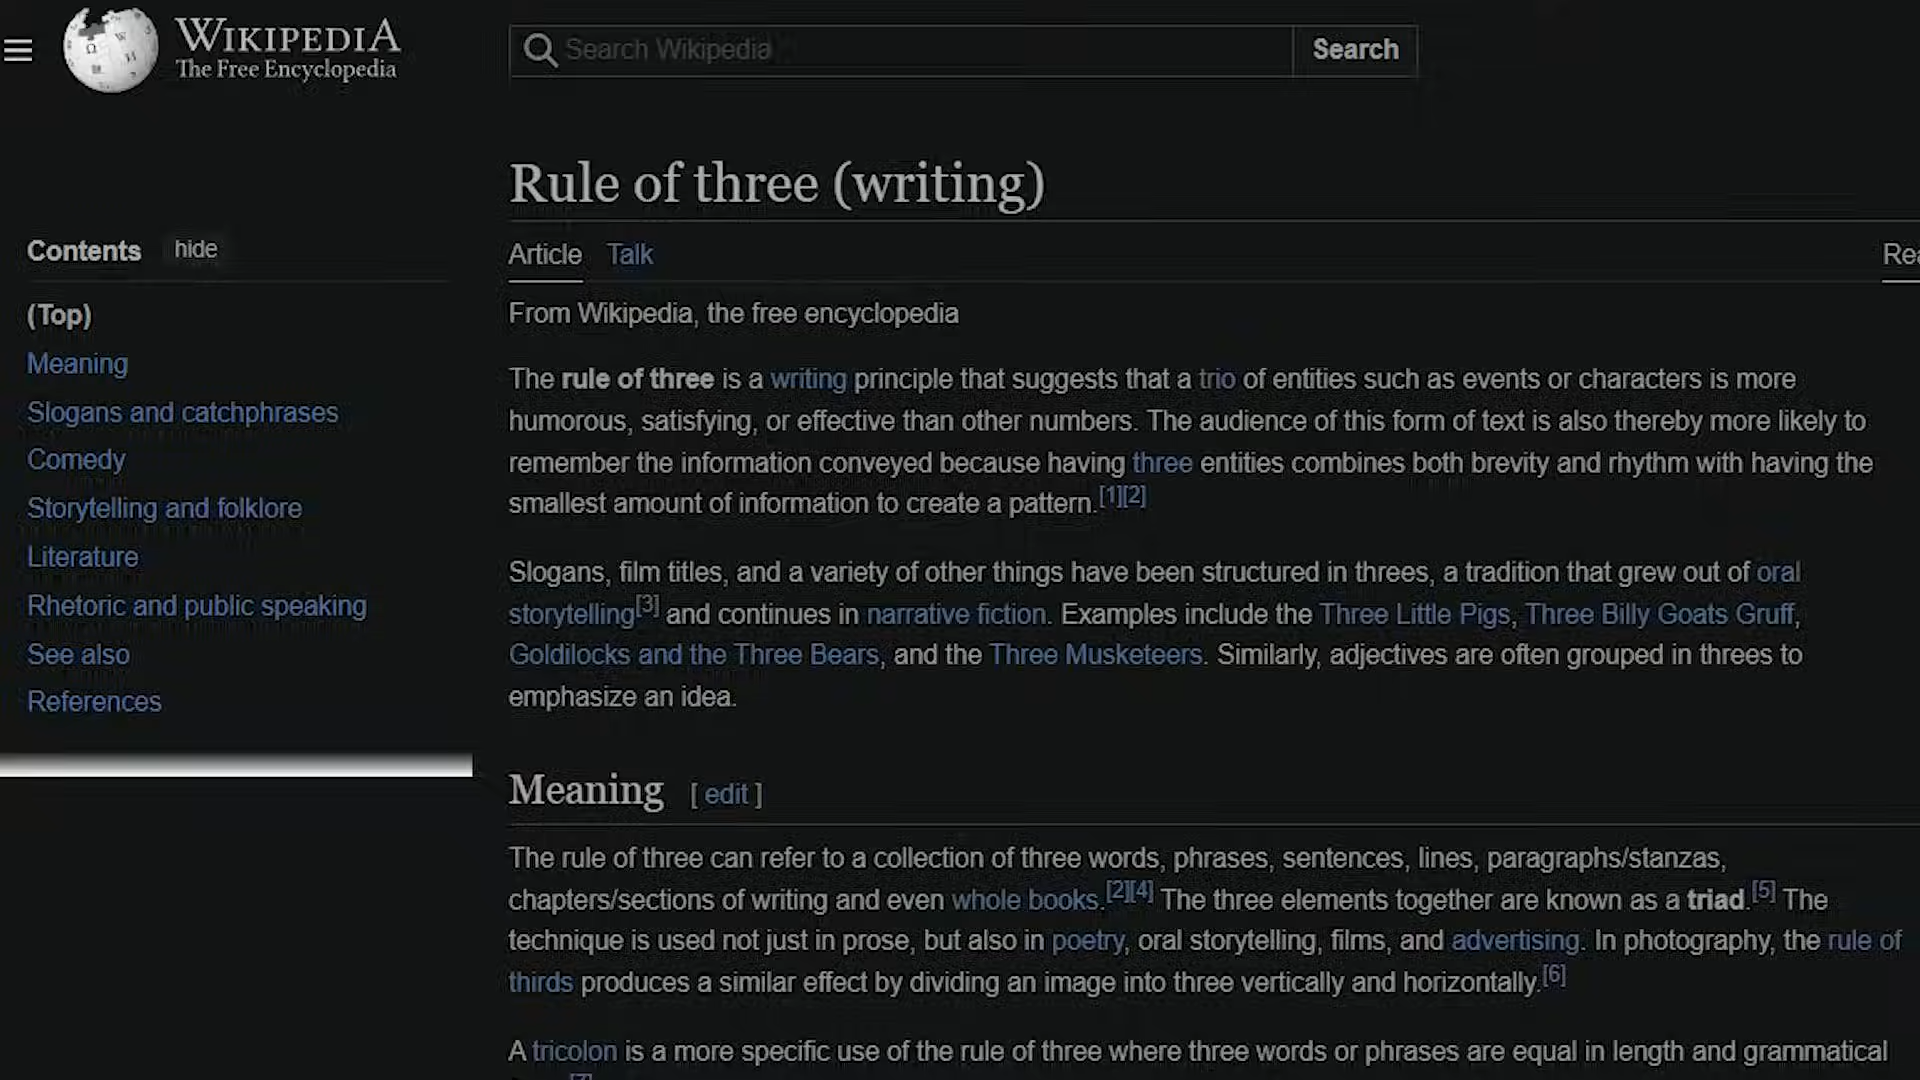 WIKIPEDIA
The Free Encyclopedia
Search Wikipedia
Search
Rule of three (writing)
Contents hide
Article Talk
(Top)
From Wikipedia, the free encyclopedia
Meaning
Slogans and catchphrases
Comedy
Storytelling and folklore
Literature
Rhetoric and public speaking
See also
References
The rule of three is a writing principle that suggests that a trio of entities such as events or characters is more
humorous, satisfying, or effective than other numbers. The audience of this form of text is also thereby more likely to
remember the information conveyed because having three entities combines both brevity and rhythm with having the
smallest amount of information to create a pattern.[1][2]
Slogans, film titles, and a variety of other things have been structured in threes, a tradition that grew out of oral
storytelling[3] and continues in narrative fiction. Examples include the Three Little Pigs, Three Billy Goats Gruff,
Goldilocks and the Three Bears, and the Three Musketeers. Similarly, adjectives are often grouped in threes to
emphasize an idea.
Meaning [ edit ]
The rule of three can refer to a collection of three words, phrases, sentences, lines, paragraphs/stanzas,
chapters/sections of writing and even whole books.[2][4] The three elements together are known as a triad.[5] The
technique is used not just in prose, but also in poetry, oral storytelling, films, and advertising. In photography, the rule of
thirds produces a similar effect by dividing an image into three vertically and horizontally.[6]
A tricolon is a more specific use of the rule of three where three words or phrases are equal in length and grammatical